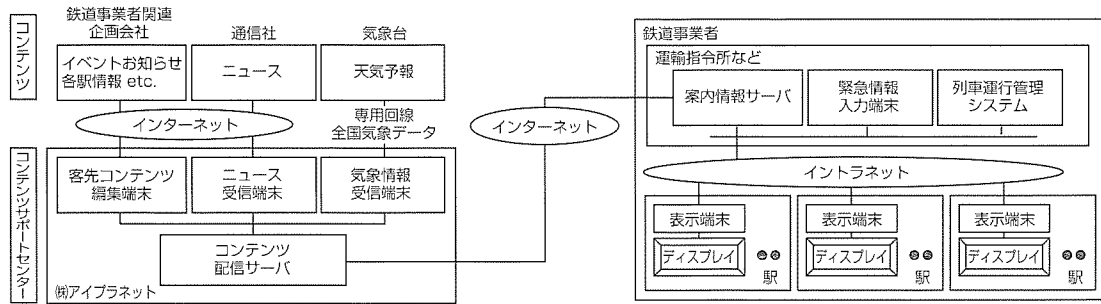 コンテンツ
鉄道事業者関連
企画会社
通信社
気象台
イベントお知らせ
各駅情報 etc.
ニュース
天気予報
インターネット
専用回線
全国気象データ
コンテンツサポートセンター
客先コンテンツ
編集端末
ニュース
受信端末
気象情報
受信端末
コンテンツ
配信サーバ
㈱アイプラネット
インターネット
鉄道事業者
運輸指令所など
案内情報サーバ
緊急情報
入力端末
列車運行管理
システム
イントラネット
表示端末
ディスプレイ
駅
表示端末
ディスプレイ
駅
表示端末
ディスプレイ
駅